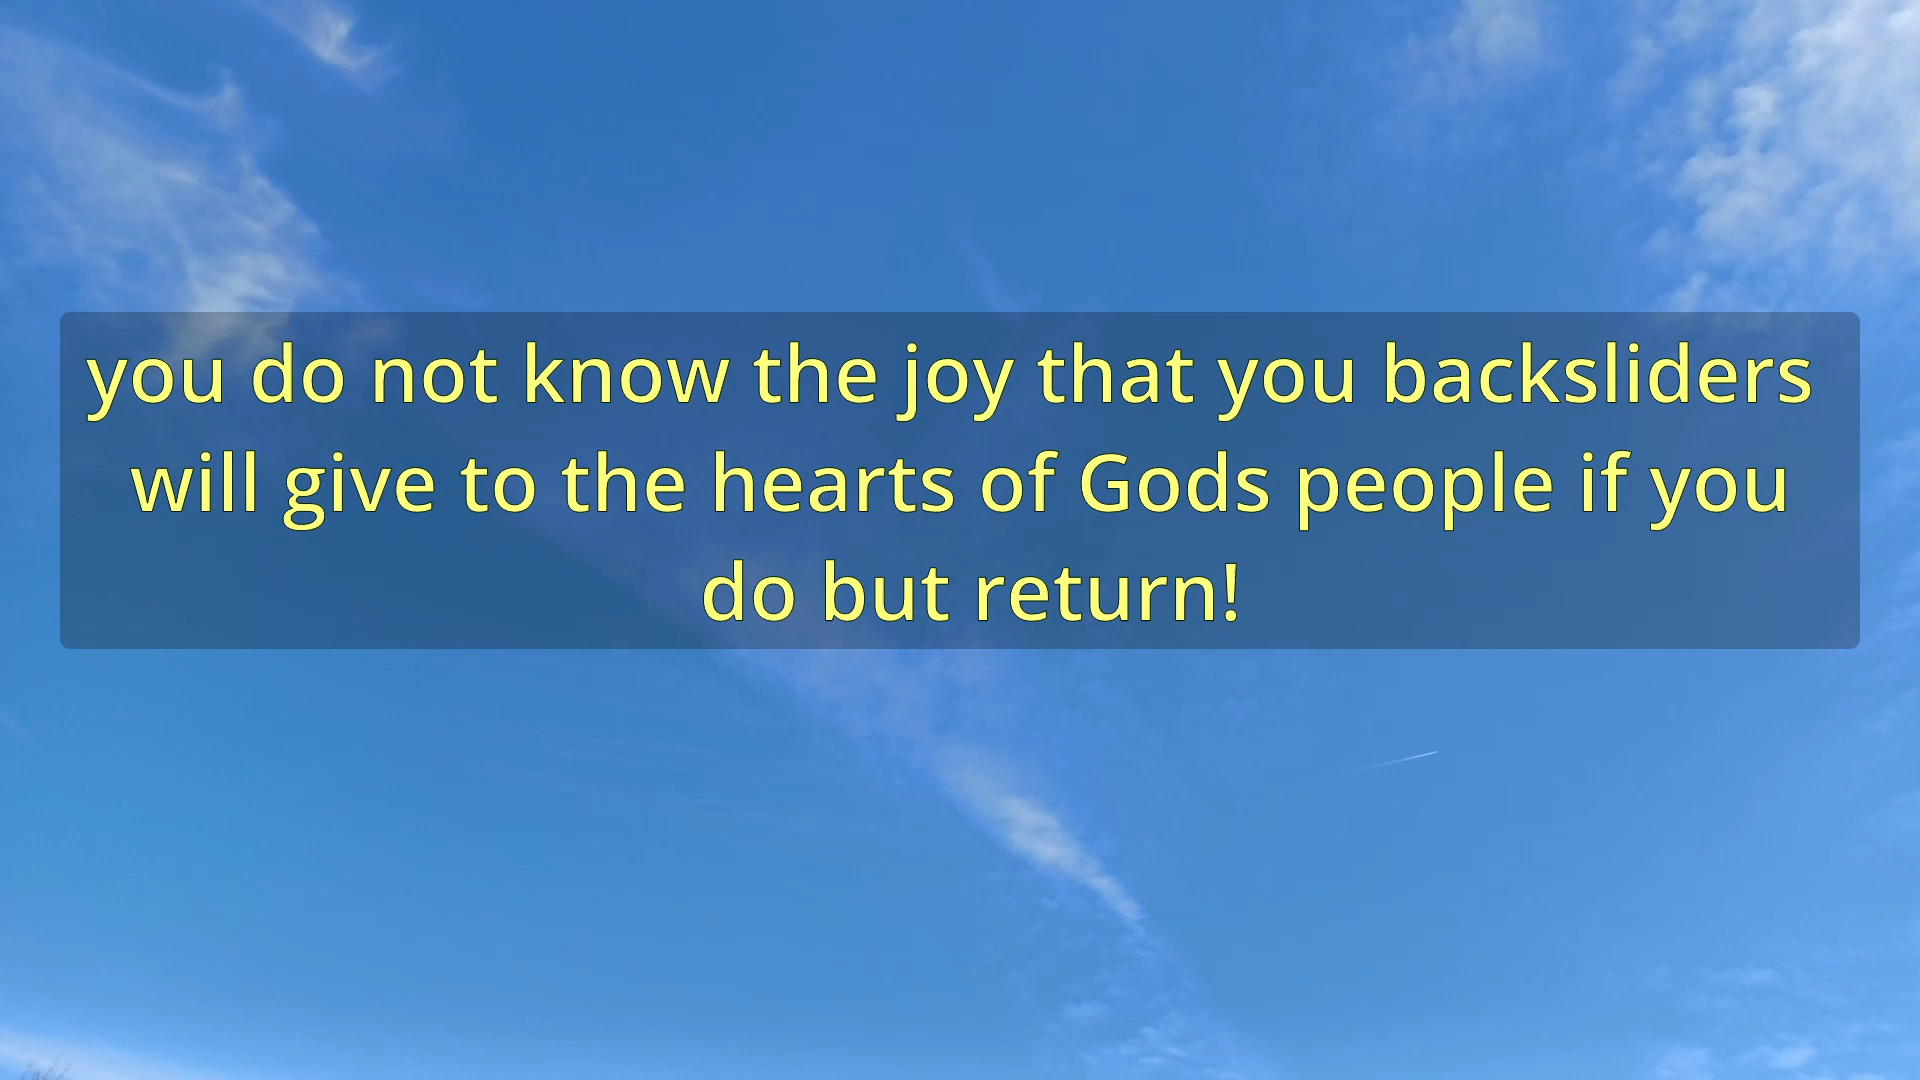 you do not know the joy that you backsliders
will give to the hearts of Gods people if you
do but return!